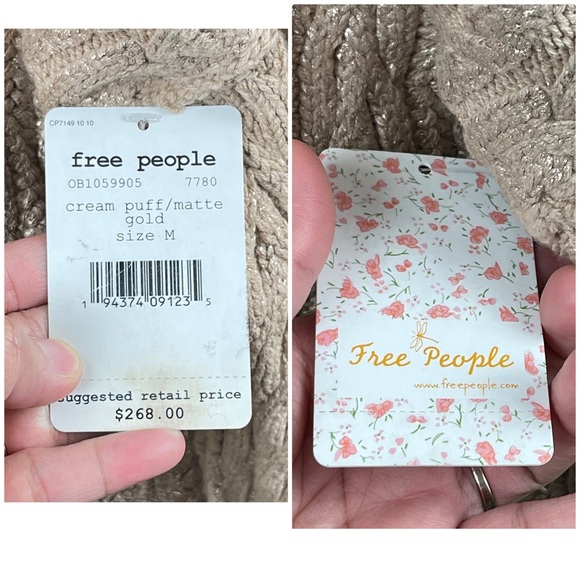 CP7149 10 10
free people
OB1059905 7780
cream puff/matte
gold
size M
1 94374 09123 5
suggested retail price
$268.00
Free People
www.freepeople.com